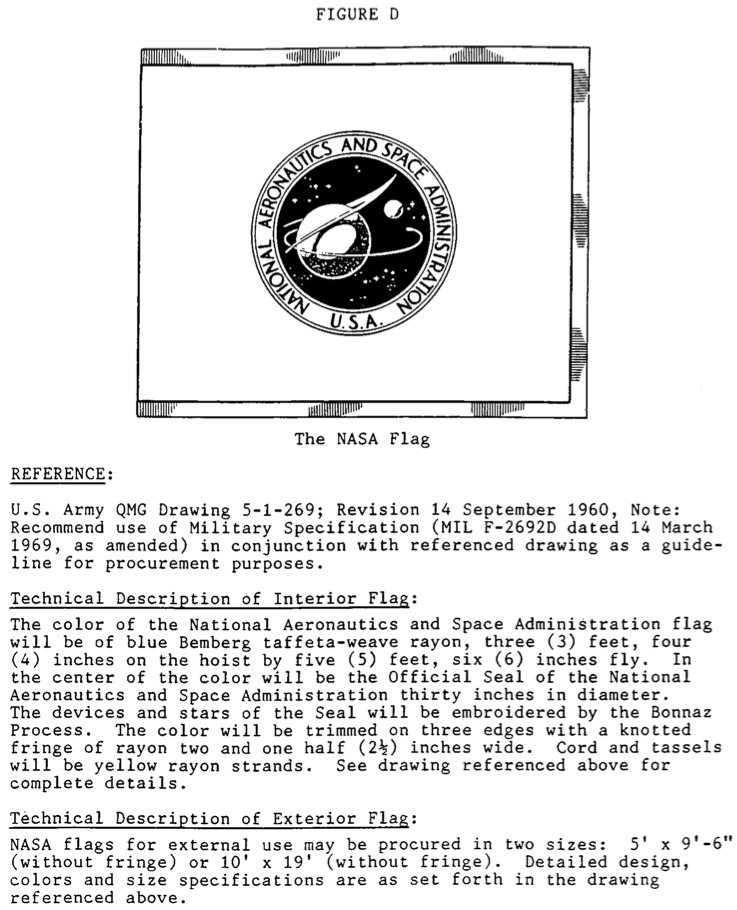 FIGURE D
NATIONAL AERONAUTICS AND SPACE ADMINISTRATION
U.S.A.
The NASA Flag
REFERENCE:
U.S. Army QMG Drawing 5-1-269; Revision 14 September 1960, Note:
Recommend use of Military Specification (MIL F-2692D dated 14 March
1969, as amended) in conjunction with referenced drawing as a guide-
line for procurement purposes.
Technical Description of Interior Flag:
The color of the National Aeronautics and Space Administration flag
will be of blue Bemberg taffeta-weave rayon, three (3) feet, four
(4) inches on the hoist by five (5) feet, six (6) inches fly. In
the center of the color will be the Official Seal of the National
Aeronautics and Space Administration thirty inches in diameter.
The devices and stars of the Seal will be embroidered by the Bonnaz
Process. The color will be trimmed on three edges with a knotted
fringe of rayon two and one half (2½) inches wide. Cord and tassels
will be yellow rayon strands. See drawing referenced above for
complete details.
Technical Description of Exterior Flag:
NASA flags for external use may be procured in two sizes: 5' x 9'-6"
(without fringe) or 10' x 19' (without fringe). Detailed design,
colors and size specifications are as set forth in the drawing
referenced above.